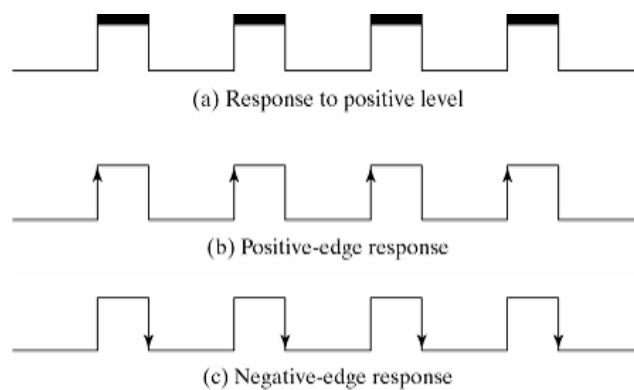 (a) Response to positive level
(b) Positive-edge response
(c) Negative-edge response